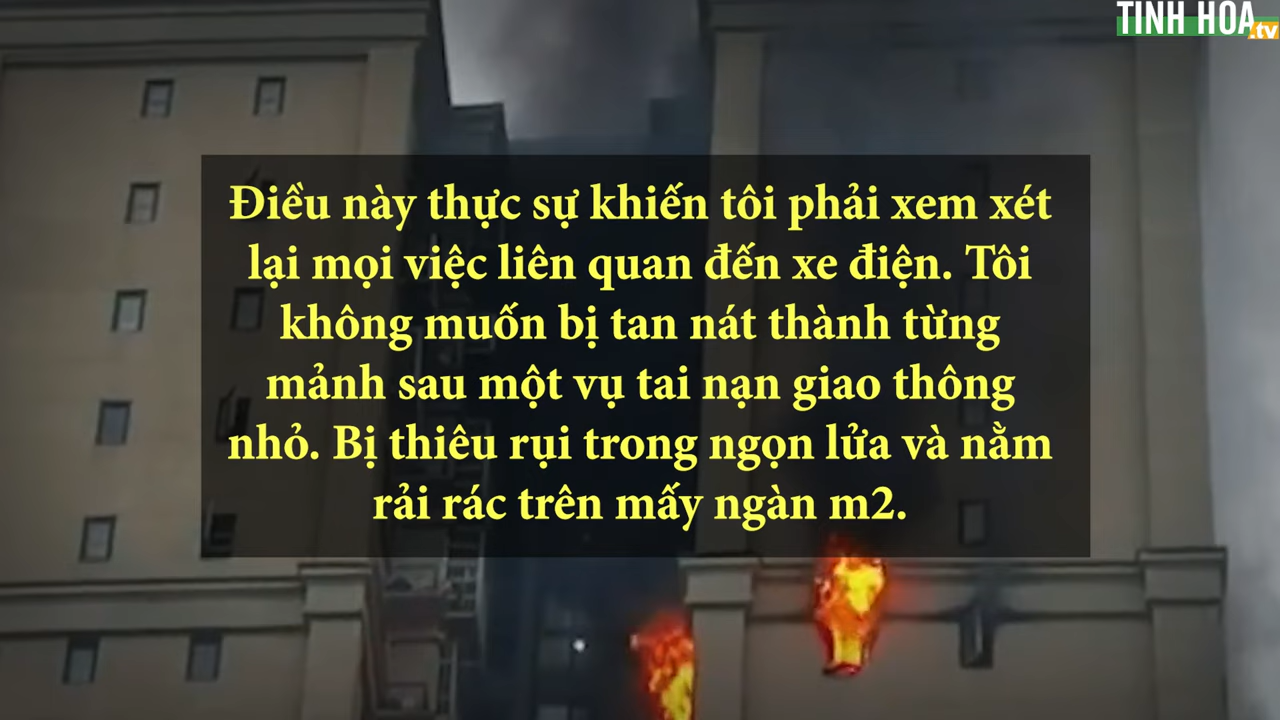 TINH HOA
.tv
Điều này thực sự khiến tôi phải xem xét
lại mọi việc liên quan đến xe điện. Tôi
không muốn bị tan nát thành từng
mảnh sau một vụ tai nạn giao thông
nhỏ. Bị thiêu rụi trong ngọn lửa và nằm
rải rác trên mấy ngàn m2.